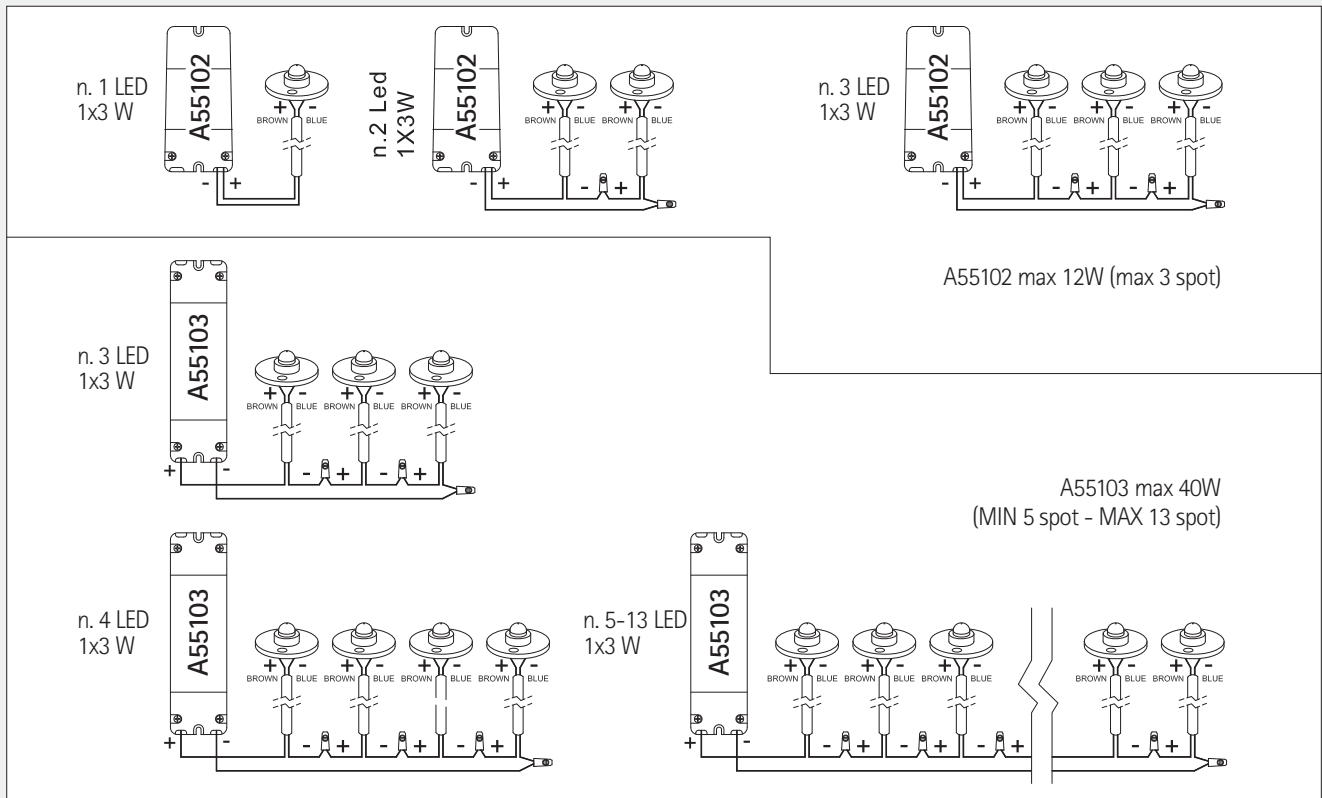 n. 1 LED
1x3 W
A55102
+ -
BROWN BLUE
- +
n.2 Led
1X3W
A55102
+ - + -
BROWN BLUE BROWN BLUE
- + - +
n. 3 LED
1x3 W
A55102
+ - + - + -
BROWN BLUE BROWN BLUE BROWN BLUE
- + - + - +
A55102 max 12W (max 3 spot)
n. 3 LED
1x3 W
A55103
+ - + - + -
BROWN BLUE BROWN BLUE BROWN BLUE
+ - - + - +
A55103 max 40W
(MIN 5 spot - MAX 13 spot)
n. 4 LED
1x3 W
A55103
+ - + - + - + -
BROWN BLUE BROWN BLUE BROWN BLUE BROWN BLUE
+ - - + - + - +
n. 5-13 LED
1x3 W
A55103
+ - + - + - + - + -
BROWN BLUE BROWN BLUE BROWN BLUE BROWN BLUE BROWN BLUE
+ - - + - + - + - +